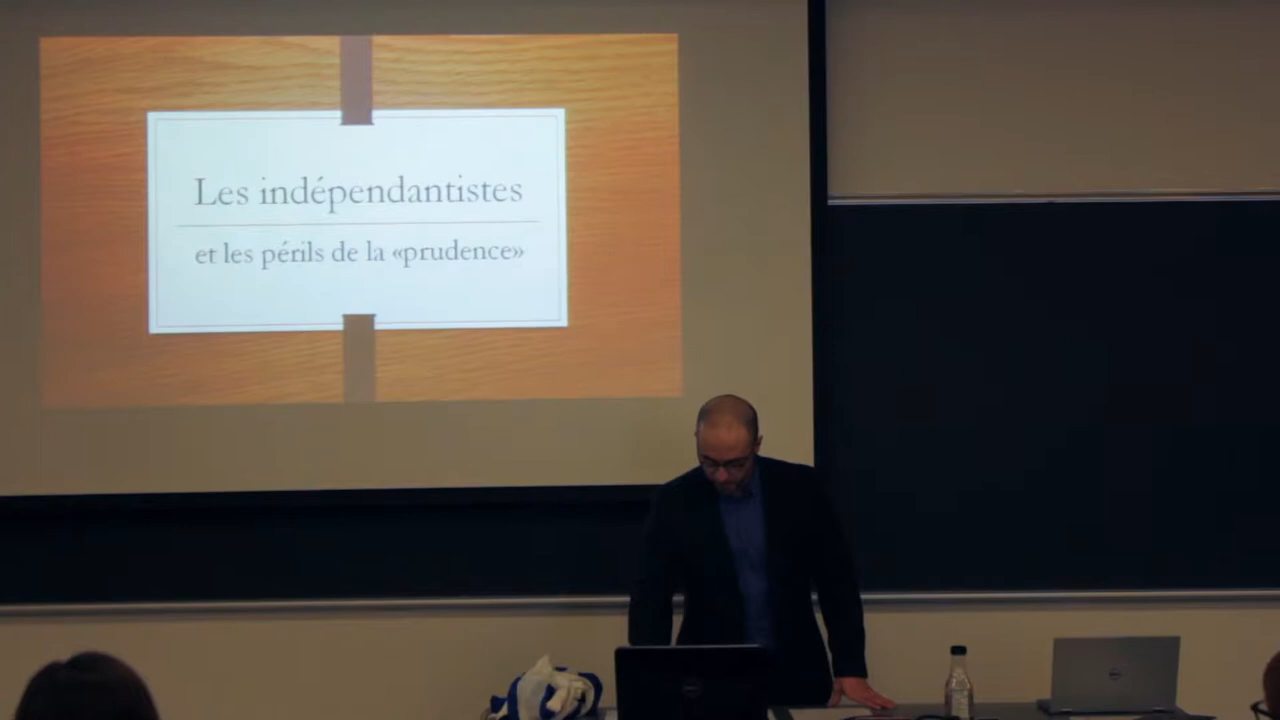 Les indépendantistes
et les périls de la «prudence»